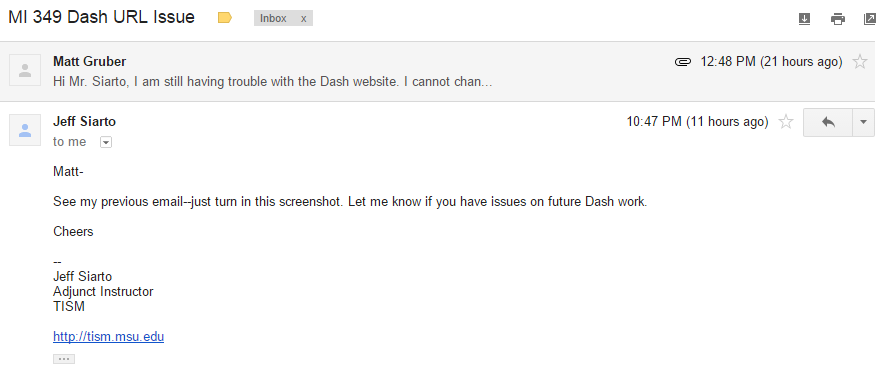 MI 349 Dash URL Issue Inbox x
Matt Gruber 12:48 PM (21 hours ago)
Hi Mr. Siarto, I am still having trouble with the Dash website. I cannot chan...
Jeff Siarto 10:47 PM (11 hours ago)
to me
Matt-
See my previous email--just turn in this screenshot. Let me know if you have issues on future Dash work.
Cheers
--
Jeff Siarto
Adjunct Instructor
TISM
http://tism.msu.edu